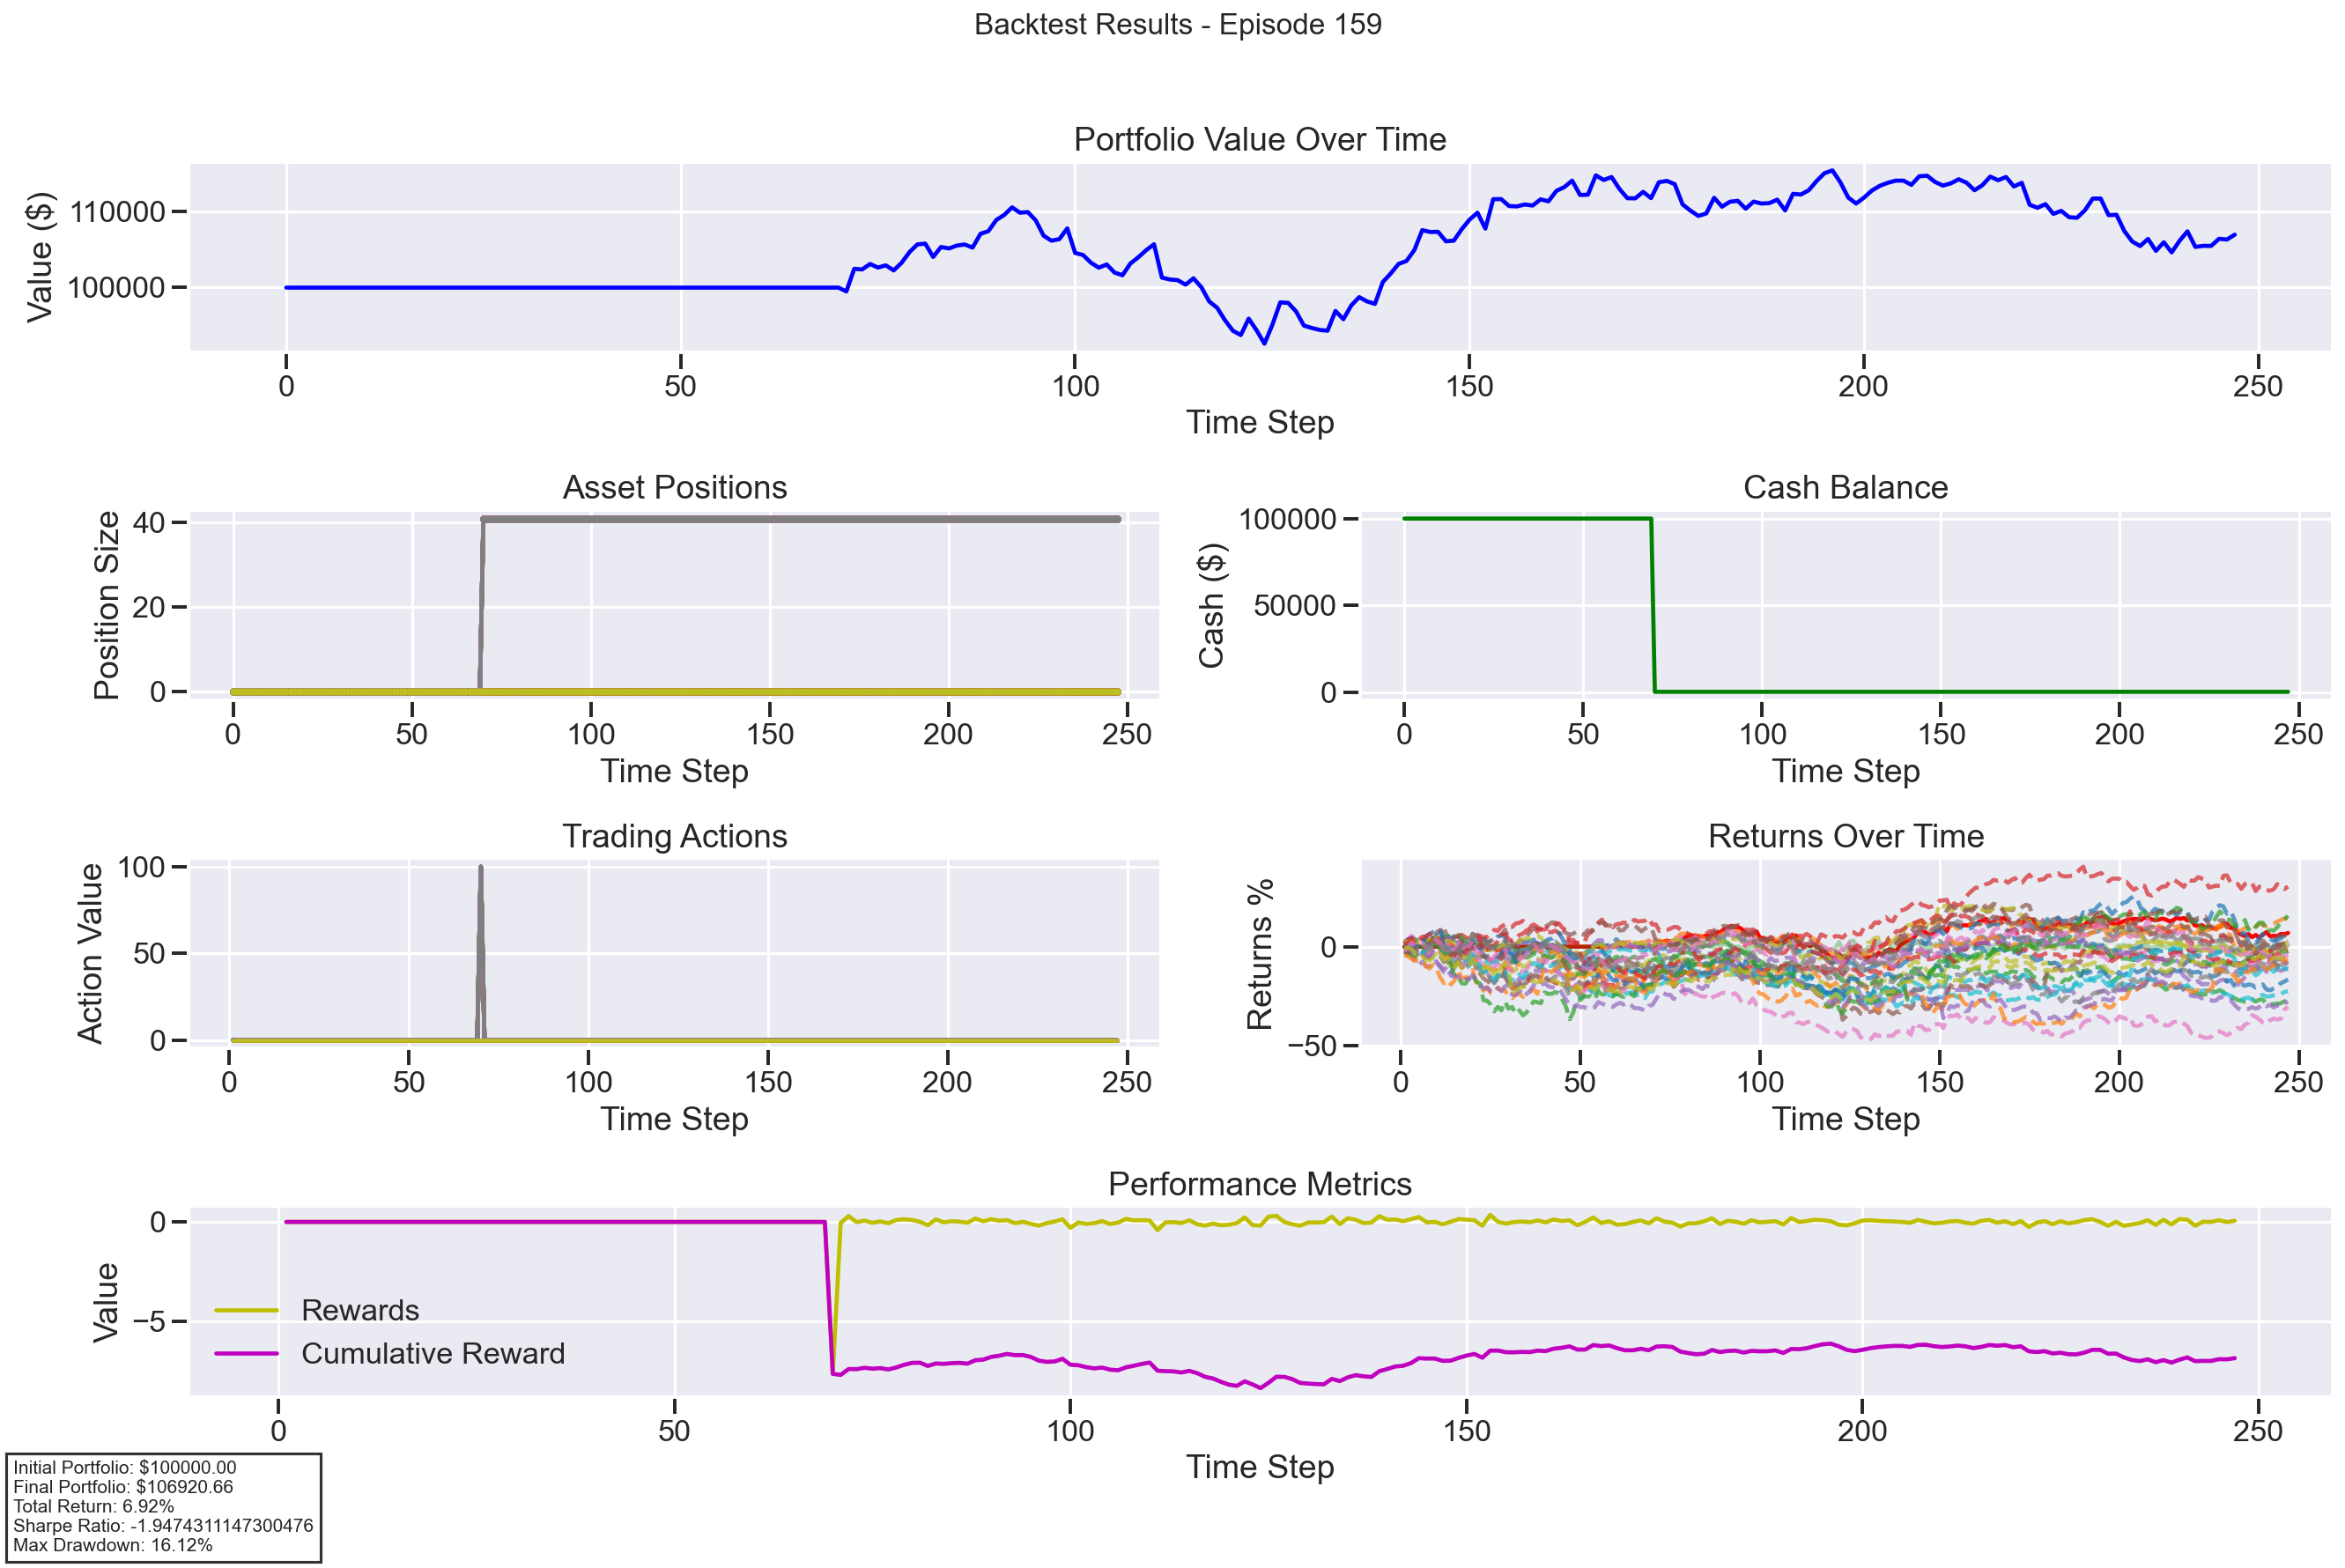 Backtest Results - Episode 159
Portfolio Value Over Time
Value ($)
110000
100000
0 50 100 150 200 250
Time Step
Asset Positions
Position Size
40
20
0
0 50 100 150 200 250
Time Step
Cash Balance
Cash ($)
100000
50000
0
0 50 100 150 200 250
Time Step
Trading Actions
Action Value
100
50
0
0 50 100 150 200 250
Time Step
Returns Over Time
Returns %
0
−50
0 50 100 150 200 250
Time Step
Performance Metrics
Value
0
−5
Rewards
Cumulative Reward
0 50 100 150 200 250
Time Step
Initial Portfolio: $100000.00
Final Portfolio: $106920.66
Total Return: 6.92%
Sharpe Ratio: -1.9474311147300476
Max Drawdown: 16.12%